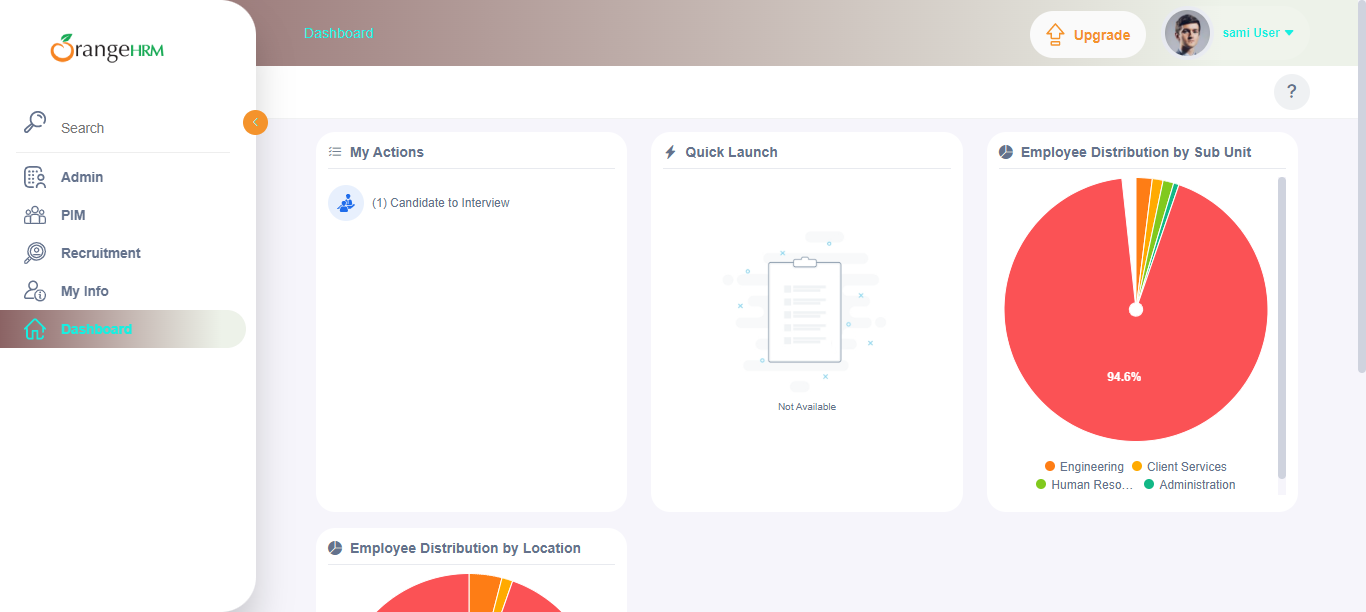 OrangeHRM
Dashboard
Upgrade
sami User
?
Search
Admin
PIM
Recruitment
My Info
Dashboard
My Actions
(1) Candidate to Interview
Quick Launch
Not Available
Employee Distribution by Sub Unit
94.6%
Engineering Client Services
Human Reso... Administration
Employee Distribution by Location